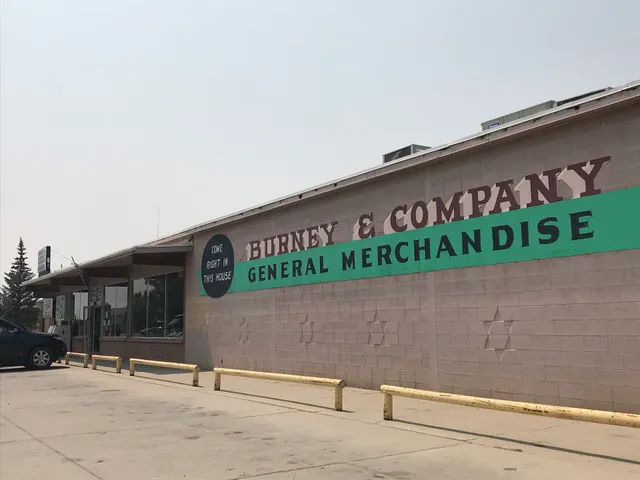 COME
RIGHT IN
THIS HOUSE
BURNEY & COMPANY
GENERAL MERCHANDISE